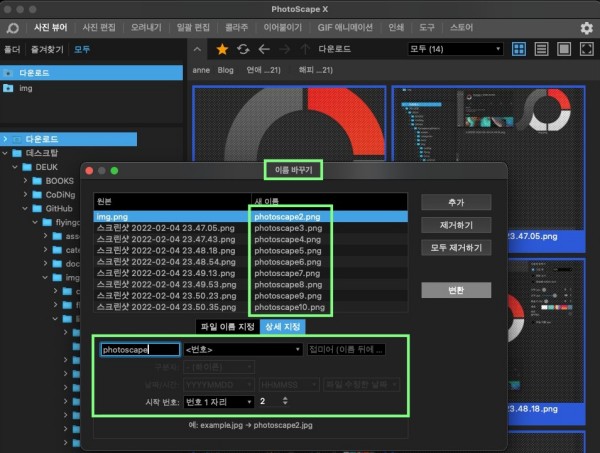 PhotoScape X
사진 뷰어 사진 편집 오려내기 일괄 편집 콜라주 이어붙이기 GIF 애니메이션 인쇄 도구 스토어
폴더 즐겨찾기 모두
다운로드 모두 (14)
anne Blog 연애 ...21) 해피 ...21)
다운로드
img
다운로드
데스크탑
DEUK
BOOKS
CoDiNg
GitHub
flyingc
asse
cate
doc
img
이름 바꾸기
원본 새 이름
img.png photoscape2.png
스크린샷 2022-02-04 23.47.05.png photoscape3.png
스크린샷 2022-02-04 23.47.43.png photoscape4.png
스크린샷 2022-02-04 23.48.18.png photoscape5.png
스크린샷 2022-02-04 23.48.54.png photoscape6.png
스크린샷 2022-02-04 23.49.13.png photoscape7.png
스크린샷 2022-02-04 23.49.53.png photoscape8.png
스크린샷 2022-02-04 23.50.23.png photoscape9.png
스크린샷 2022-02-04 23.50.35.png photoscape10.png
추가
제거하기
모두 제거하기
변환
파일 이름 지정 상세 지정
photoscape <번호> 접미어 (이름 뒤에 ...
구분자: - (하이픈)
날짜/시간: YYYYMMDD HHMMSS 파일 수정한 날짜
시작 번호: 번호 1 자리 2
예: example.jpg → photoscape2.jpg
.47.05.png
3.48.18.png